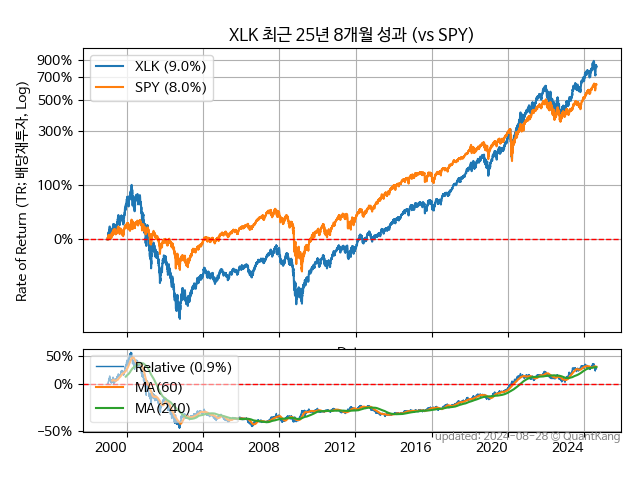 XLK 최근 25년 8개월 성과 (vs SPY)
XLK (9.0%)
SPY (8.0%)
900%
700%
500%
300%
100%
0%
Rate of Return (TR: 배당재투자, Log)
Relative (0.9%)
MA(60)
MA(240)
50%
0%
−50%
2000 2004 2008 2012 2016 2020 2024
updated: 2024-08-28 © QuantKang